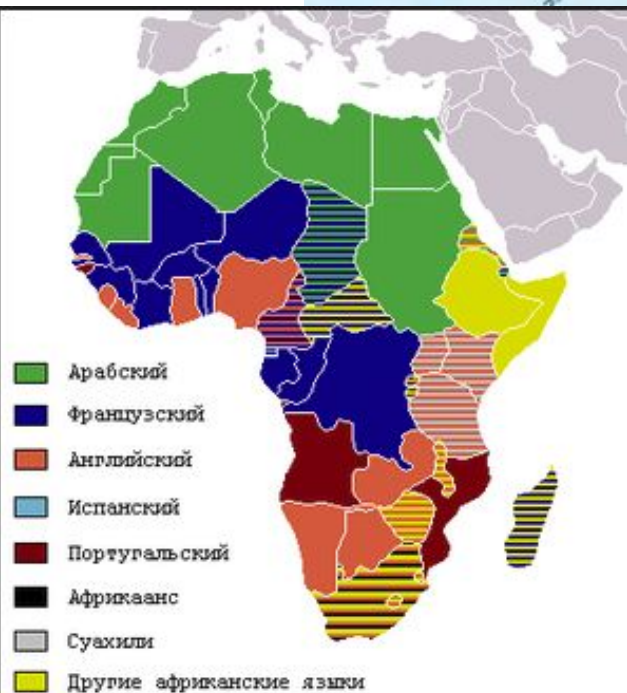 Арабский
Французский
Английский
Испанский
Португальский
Африкаанс
Суахили
Другие африканские языки